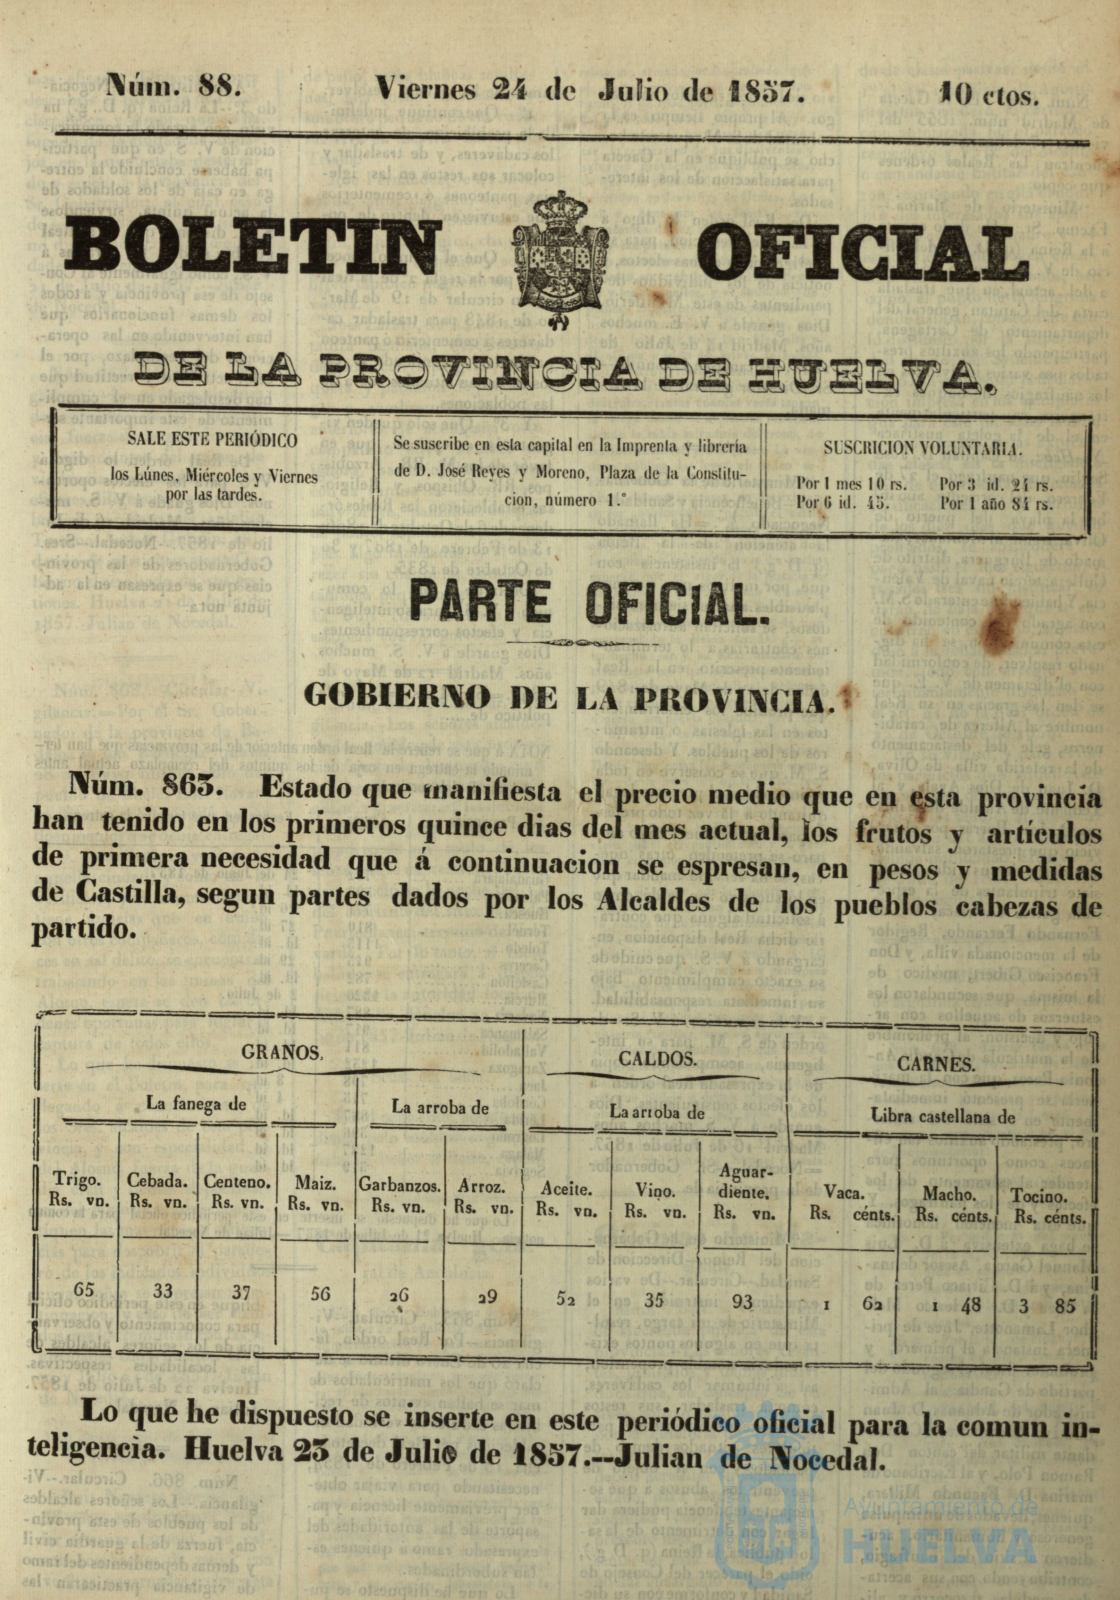 Núm. 88. Viernes 24 de Julio de 1857. 10 ctos.
BOLETIN OFICIAL
DE LA PROVINCIA DE HUELVA.
SALE ESTE PERIÓDICO
los Lúnes, Miércoles y Viernes
por las tardes.
Se suscribe en esta capital en la Imprenta y librería
de D. José Reyes y Moreno, Plaza de la Constitu-
cion, número 1.°
SUSCRICION VOLUNTARIA.
Por 1 mes 10 rs. Por 3 id. 24 rs.
Por 6 id. 45. Por 1 año 84 rs.
PARTE OFICIAL.
GOBIERNO DE LA PROVINCIA.
Núm. 863. Estado que manifiesta el precio medio que en esta provincia
han tenido en los primeros quince dias del mes actual, los frutos y artículos
de primera necesidad que á continuacion se espresan, en pesos y medidas
de Castilla, segun partes dados por los Alcaldes de los pueblos cabezas de
partido.
GRANOS. CALDOS. CARNES.
La fanega de La arroba de La arroba de Libra castellana de
Trigo. Cebada. Centeno. Maiz. Garbanzos. Arroz. Aceite. Vino. Aguar-
diente. Vaca. Macho. Tocino.
Rs. vn. Rs. vn. Rs. vn. Rs. vn. Rs. vn. Rs. vn. Rs. vn. Rs. vn. Rs. vn. Rs. cénts. Rs. cénts. Rs. cénts.
65 33 37 56 26 29 52 35 93 1 62 1 48 3 85
Lo que he dispuesto se inserte en este periódico oficial para la comun in-
teligencia. Huelva 23 de Julio de 1857.--Julian de Nocedal.
Ayuntamiento de
HUELVA